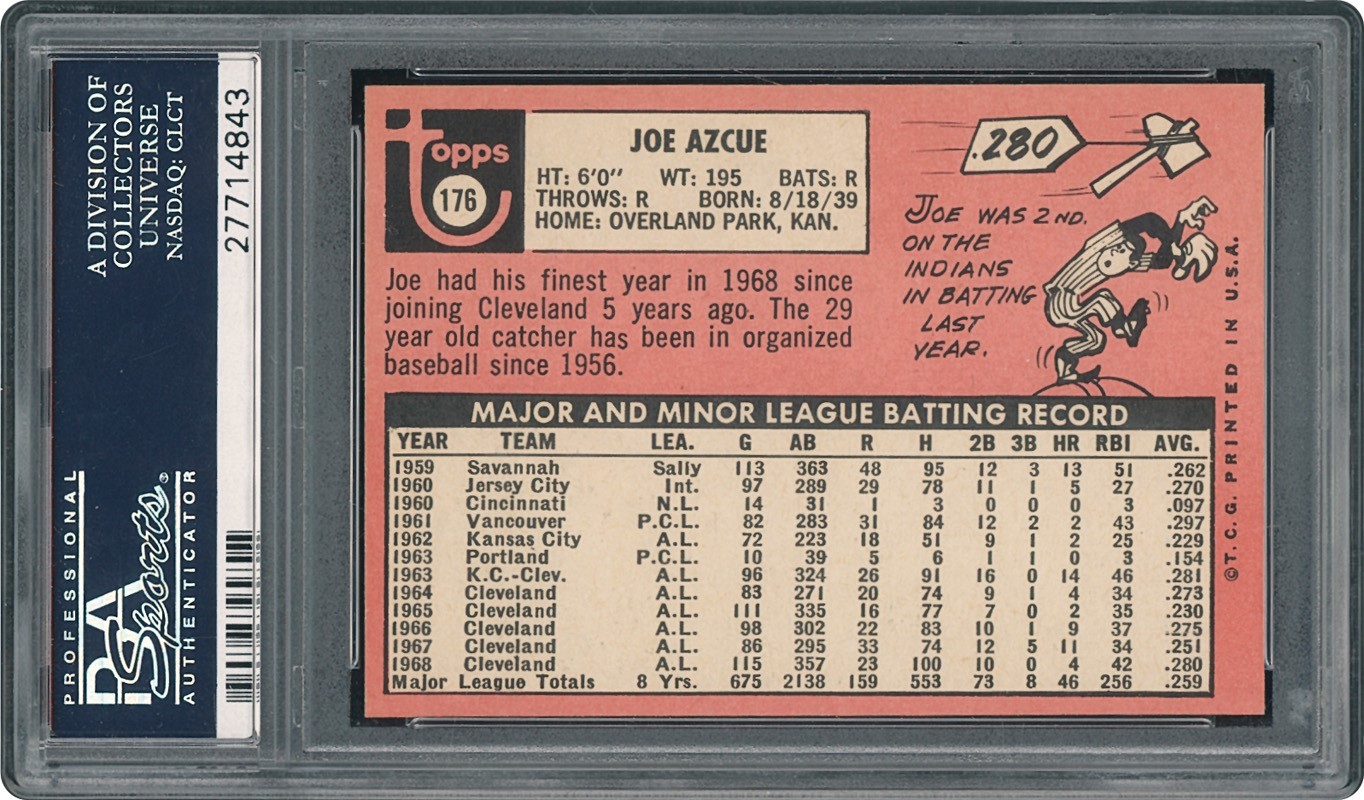 A DIVISION OF
COLLECTORS
UNIVERSE
NASDAQ: CLCT
27714843
PROFESSIONAL
PSA
Sports®
AUTHENTICATOR
topps
176
JOE AZCUE
HT: 6'0" WT: 195 BATS: R
THROWS: R BORN: 8/18/39
HOME: OVERLAND PARK, KAN.
Joe had his finest year in 1968 since
joining Cleveland 5 years ago. The 29
year old catcher has been in organized
baseball since 1956.
.280
JOE WAS 2ND.
ON THE
INDIANS
IN BATTING
LAST
YEAR.
MAJOR AND MINOR LEAGUE BATTING RECORD
YEAR TEAM LEA. G AB R H 2B 3B HR RBI AVG.
1959 Savannah Sally 113 363 48 95 12 3 13 51 .262
1960 Jersey City Int. 97 289 29 78 11 1 5 27 .270
1960 Cincinnati N.L. 14 31 1 3 0 0 0 3 .097
1961 Vancouver P.C.L. 82 283 31 84 12 2 2 43 .297
1962 Kansas City A.L. 72 223 18 51 9 1 2 25 .229
1963 Portland P.C.L. 10 39 5 6 1 1 0 3 .154
1963 K.C.-Clev. A.L. 96 324 26 91 16 0 14 46 .281
1964 Cleveland A.L. 83 271 20 74 9 1 4 34 .273
1965 Cleveland A.L. 111 335 16 77 7 0 2 35 .230
1966 Cleveland A.L. 98 302 22 83 10 1 9 37 .275
1967 Cleveland A.L. 86 295 33 74 12 5 11 34 .251
1968 Cleveland A.L. 115 357 23 100 10 0 4 42 .280
Major League Totals 8 Yrs. 675 2138 159 553 73 8 46 256 .259
©T.C.G. PRINTED IN U.S.A.